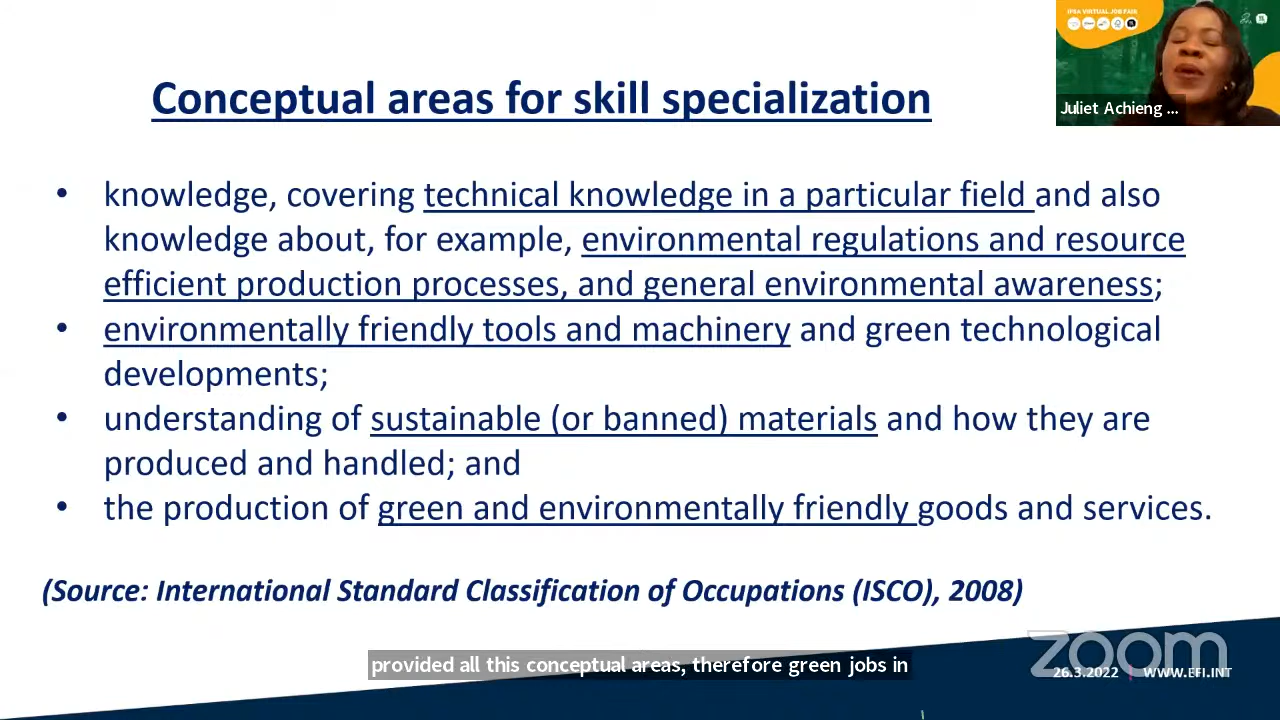 IFSA VIRTUAL JOB FAIR
Juliet Achieng ...
Conceptual areas for skill specialization
• knowledge, covering technical knowledge in a particular field and also
knowledge about, for example, environmental regulations and resource
efficient production processes, and general environmental awareness;
• environmentally friendly tools and machinery and green technological
developments;
• understanding of sustainable (or banned) materials and how they are
produced and handled; and
• the production of green and environmentally friendly goods and services.
(Source: International Standard Classification of Occupations (ISCO), 2008)
provided all this conceptual areas, therefore green jobs in
zoom
26.3.2022 | WWW.EFI.INT